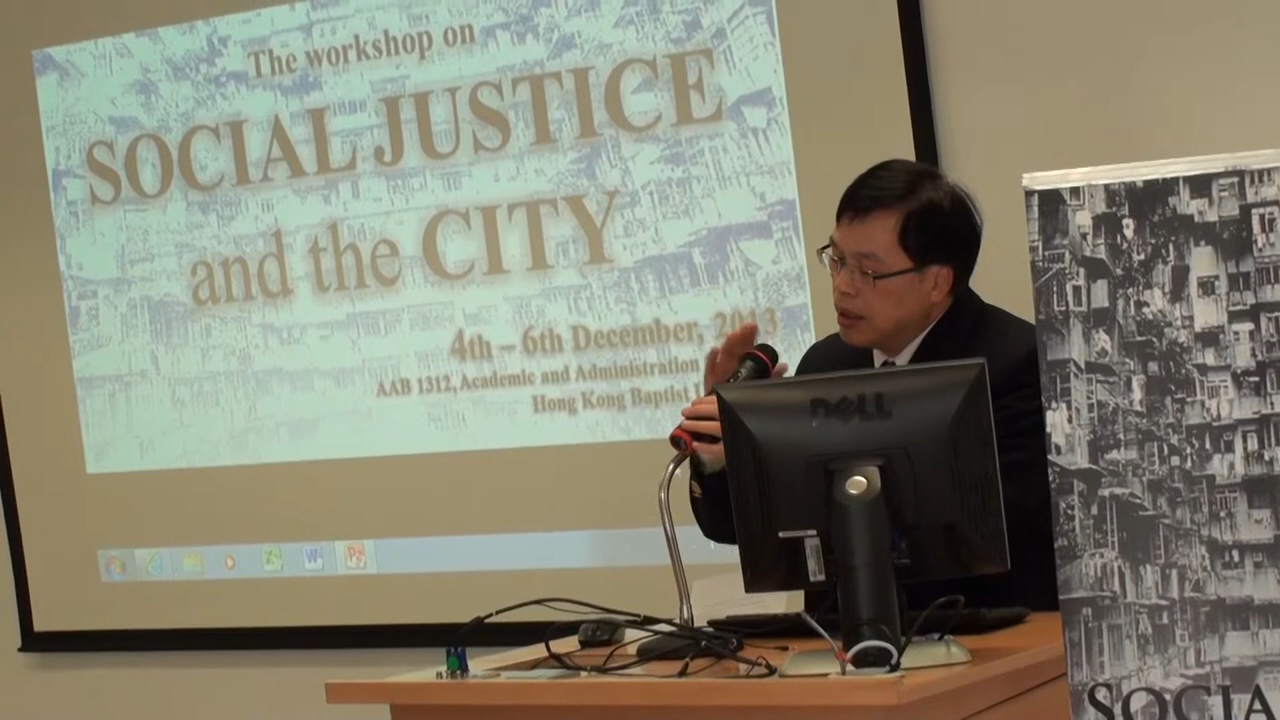 The workshop on
SOCIAL JUSTICE
and the CITY
4th – 6th December, 2013
AAB 1312, Academic and Administration
Hong Kong Baptist
DELL
SOCIA